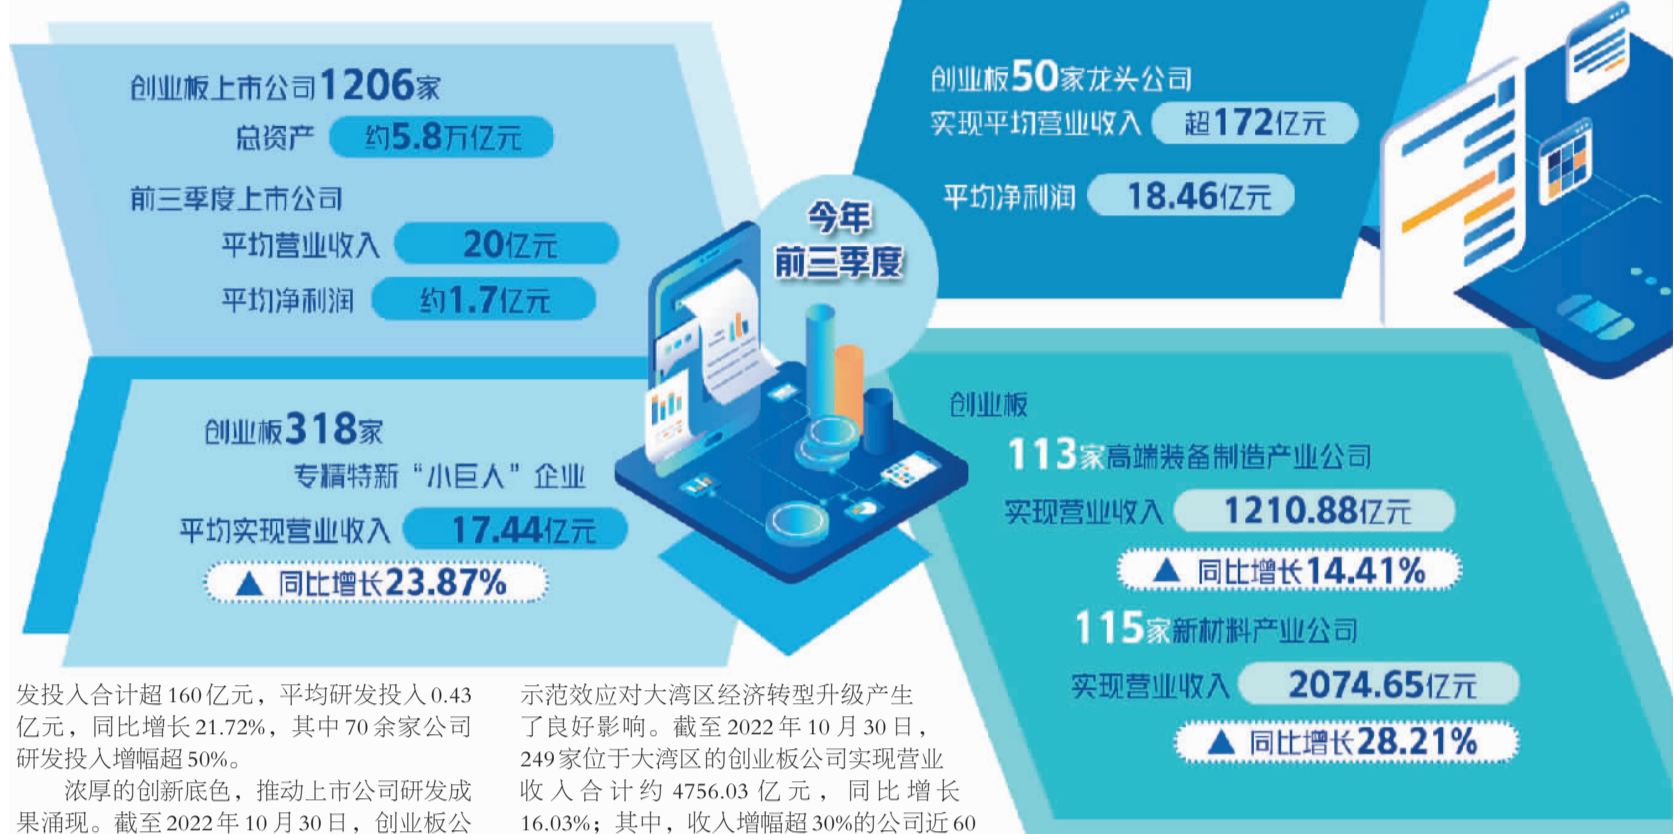 创业板上市公司1206家
总资产 约5.8万亿元
前三季度上市公司
平均营业收入 20亿元
平均净利润 约1.7亿元
创业板50家龙头公司
实现平均营业收入 超172亿元
平均净利润 18.46亿元
今年
前三季度
创业板318家
专精特新“小巨人”企业
平均实现营业收入 17.44亿元
▲ 同比增长23.87%
创业板
113家高端装备制造产业公司
实现营业收入 1210.88亿元
▲ 同比增长14.41%
115家新材料产业公司
实现营业收入 2074.65亿元
▲ 同比增长28.21%
发投入合计超160亿元，平均研发投入0.43
亿元，同比增长21.72%，其中70余家公司
研发投入增幅超50%。
浓厚的创新底色，推动上市公司研发成
果涌现。截至2022年10月30日，创业板公
示范效应对大湾区经济转型升级产生
了良好影响。截至2022年10月30日，
249家位于大湾区的创业板公司实现营业
收入合计约4756.03亿元，同比增长
16.03%；其中，收入增幅超30%的公司近60